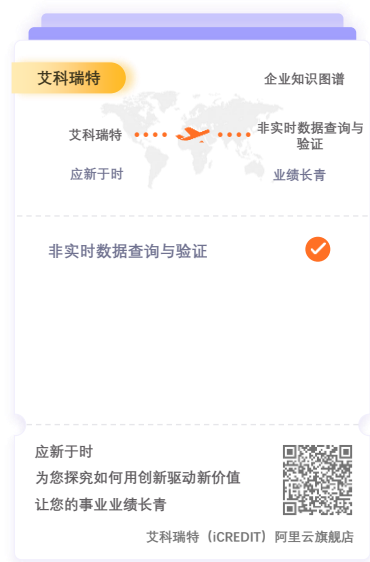 艾科瑞特
企业知识图谱
艾科瑞特
非实时数据查询与
验证
应新于时
业绩长青
非实时数据查询与验证
应新于时
为您探究如何用创新驱动新价值
让您的事业业绩长青
艾科瑞特（iCREDIT）阿里云旗舰店